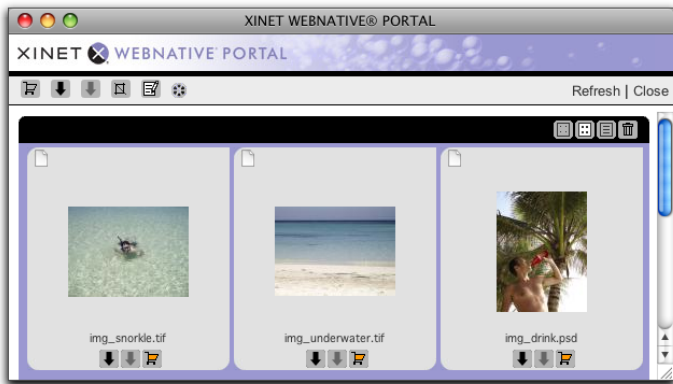 XINET WEBNATIVE® PORTAL
XINET X WEBNATIVE® PORTAL
Refresh | Close
img_snorkle.tif
img_underwater.tif
img_drink.psd